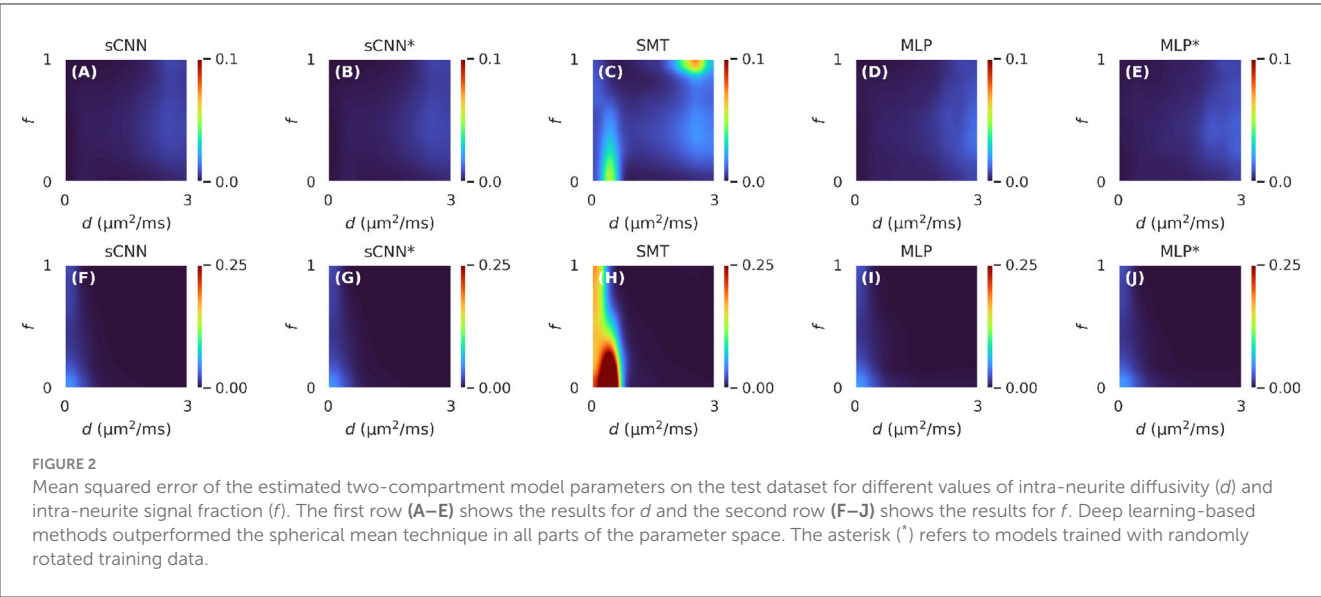 sCNN sCNN* SMT MLP MLP*
1 (A) 0.1 1 (B) 0.1 1 (C) 0.1 1 (D) 0.1 1 (E) 0.1
f f f f f
0 0.0 0 0.0 0 0.0 0 0.0 0 0.0
0 3 0 3 0 3 0 3 0 3
d (μm²/ms) d (μm²/ms) d (μm²/ms) d (μm²/ms) d (μm²/ms)
sCNN sCNN* SMT MLP MLP*
1 (F) 0.25 1 (G) 0.25 1 (H) 0.25 1 (I) 0.25 1 (J) 0.25
f f f f f
0 0.00 0 0.00 0 0.00 0 0.00 0 0.00
0 3 0 3 0 3 0 3 0 3
d (μm²/ms) d (μm²/ms) d (μm²/ms) d (μm²/ms) d (μm²/ms)
FIGURE 2
Mean squared error of the estimated two-compartment model parameters on the test dataset for different values of intra-neurite diffusivity (d) and
intra-neurite signal fraction (f). The first row (A–E) shows the results for d and the second row (F–J) shows the results for f. Deep learning-based
methods outperformed the spherical mean technique in all parts of the parameter space. The asterisk (*) refers to models trained with randomly
rotated training data.